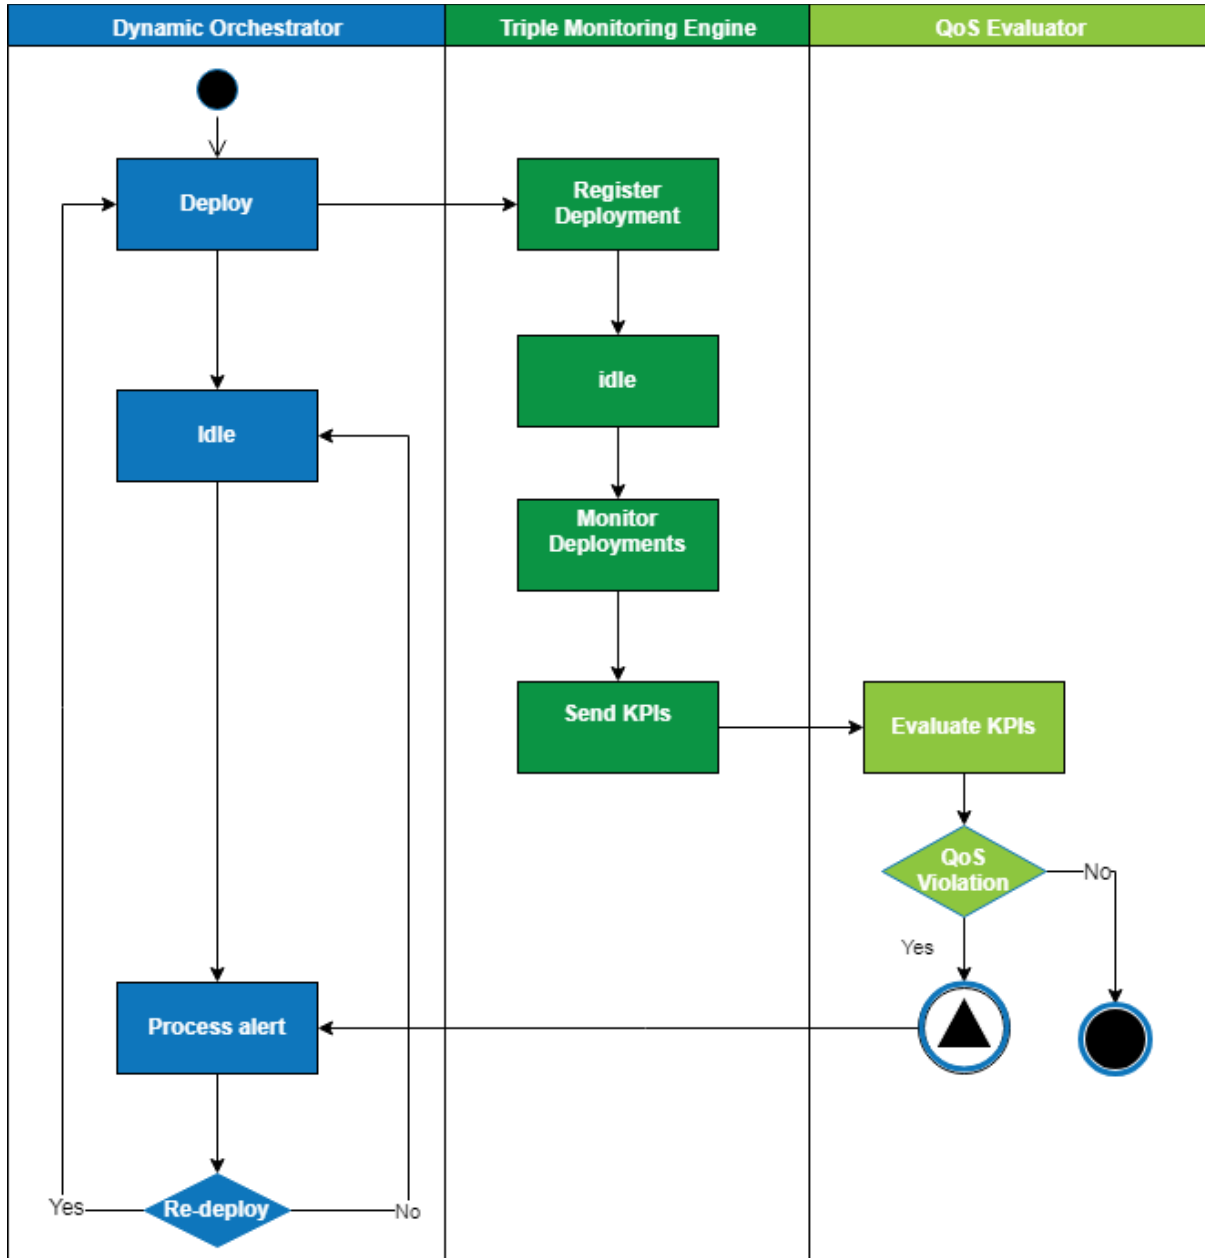 Dynamic Orchestrator
Triple Monitoring Engine
QoS Evaluator
Deploy
Register
Deployment
idle
Idle
Monitor
Deployments
Send KPIs
Evaluate KPIs
QoS
Violation
No
Yes
Process alert
Yes
Re-deploy
No